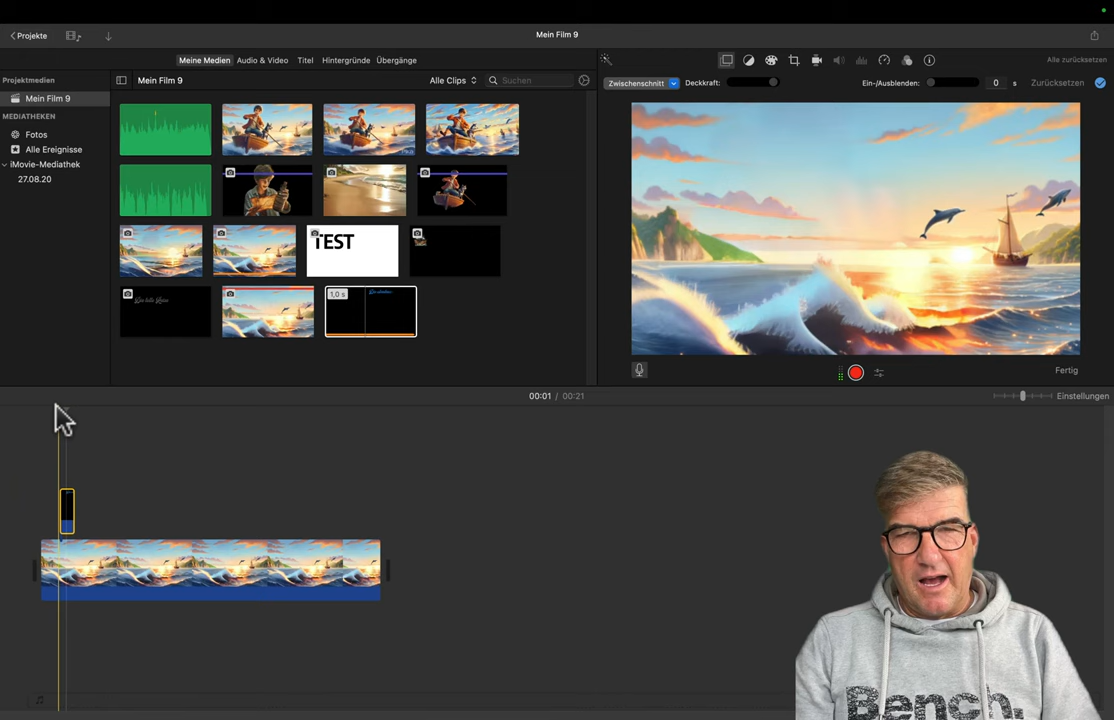 Projekte
Mein Film 9
Meine Medien Audio & Video Titel Hintergründe Übergänge
Alle zurücksetzen
Projektmedien
Mein Film 9
Alle Clips
Suchen
Zwischenschnitt
Deckkraft:
Ein-/Ausblenden:
0 s
Zurücksetzen
Mein Film 9
MEDIATHEKEN
Fotos
Alle Ereignisse
iMovie-Mediathek
27.08.20
TEST
1,0 s
Fertig
00:01 / 00:21
Einstellungen
Bench.